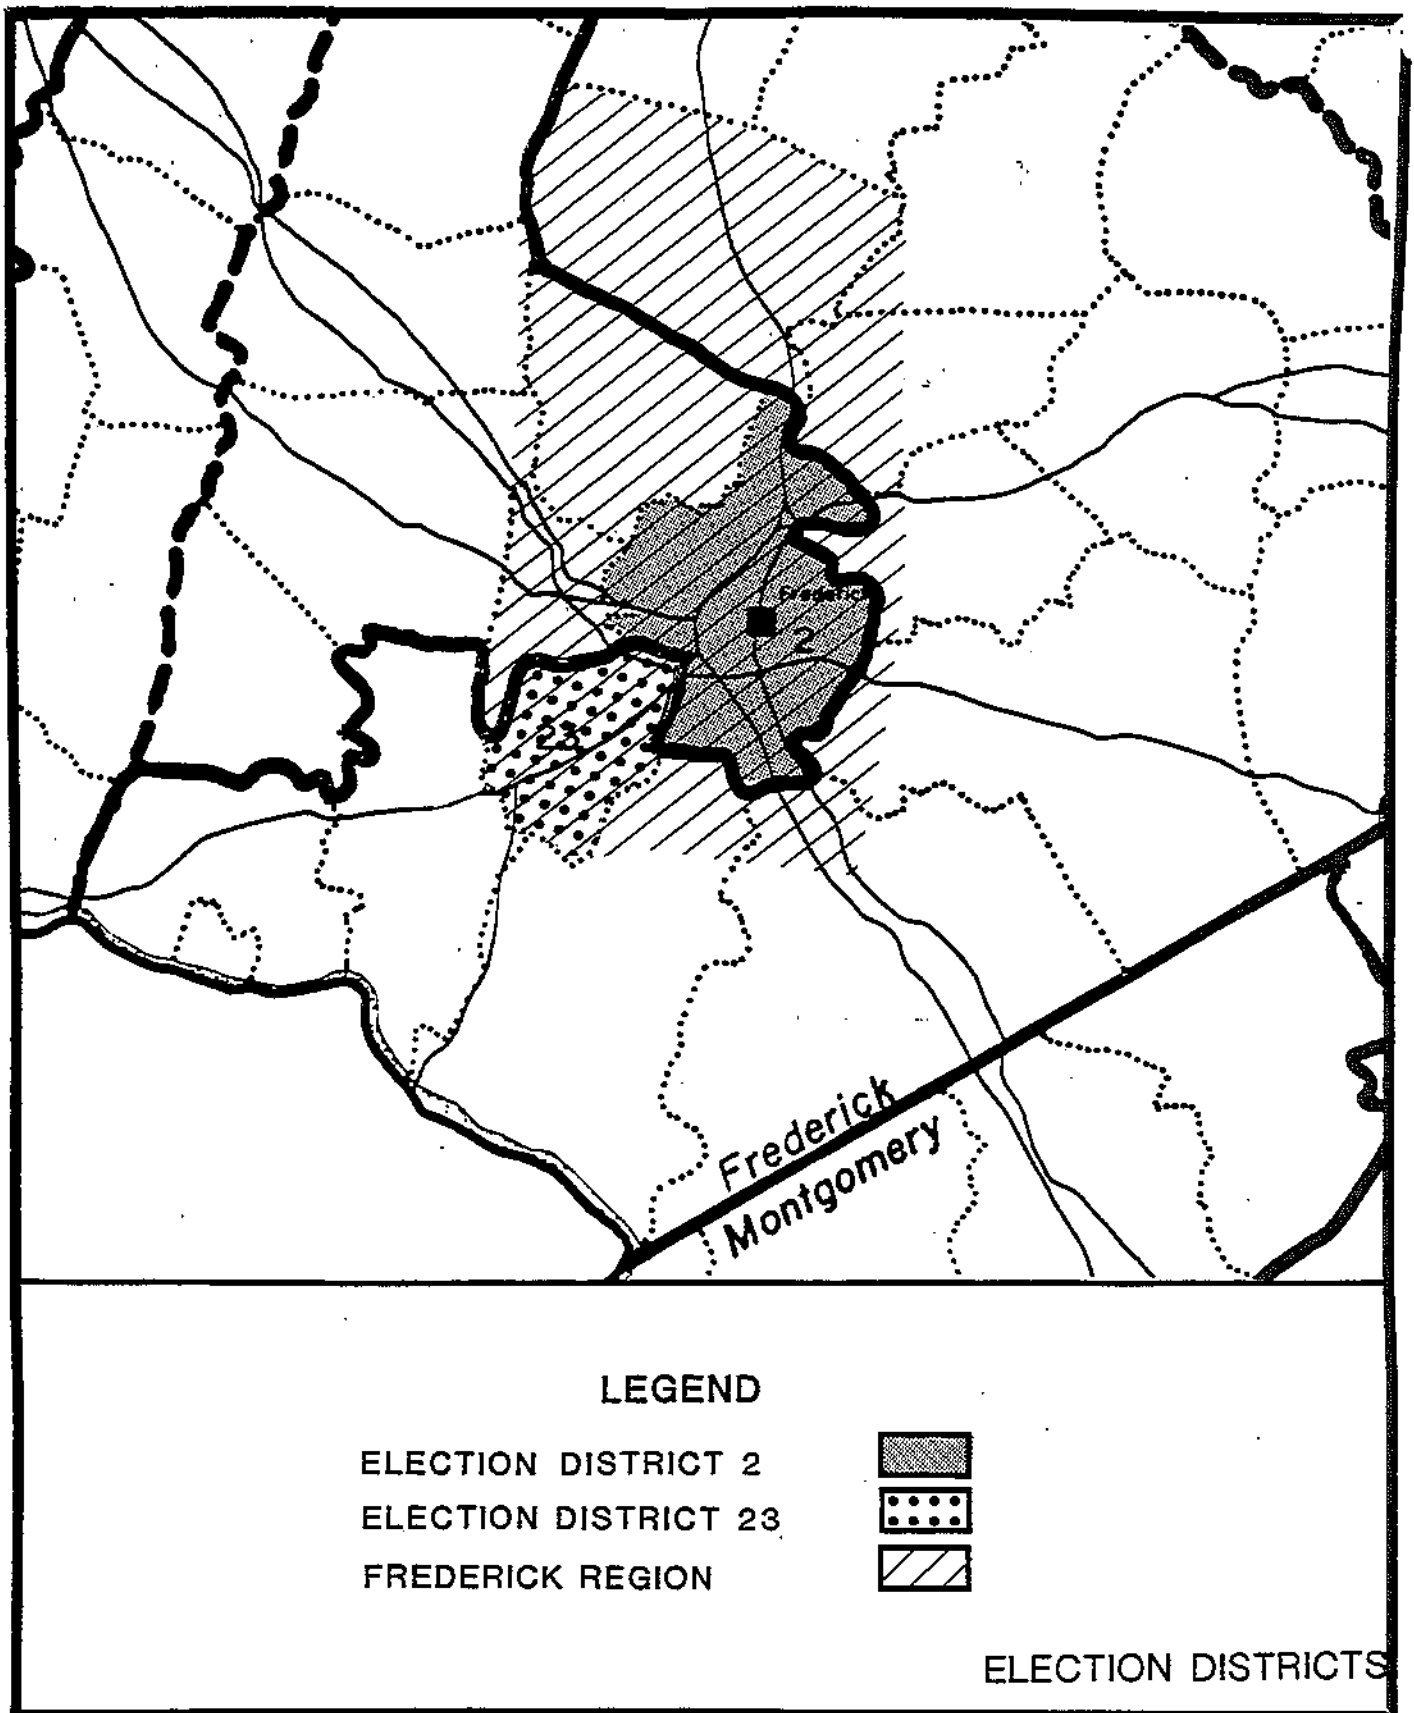 Frederick
2
23
Frederick
Montgomery
LEGEND
ELECTION DISTRICT 2
ELECTION DISTRICT 23
FREDERICK REGION
ELECTION DISTRICTS